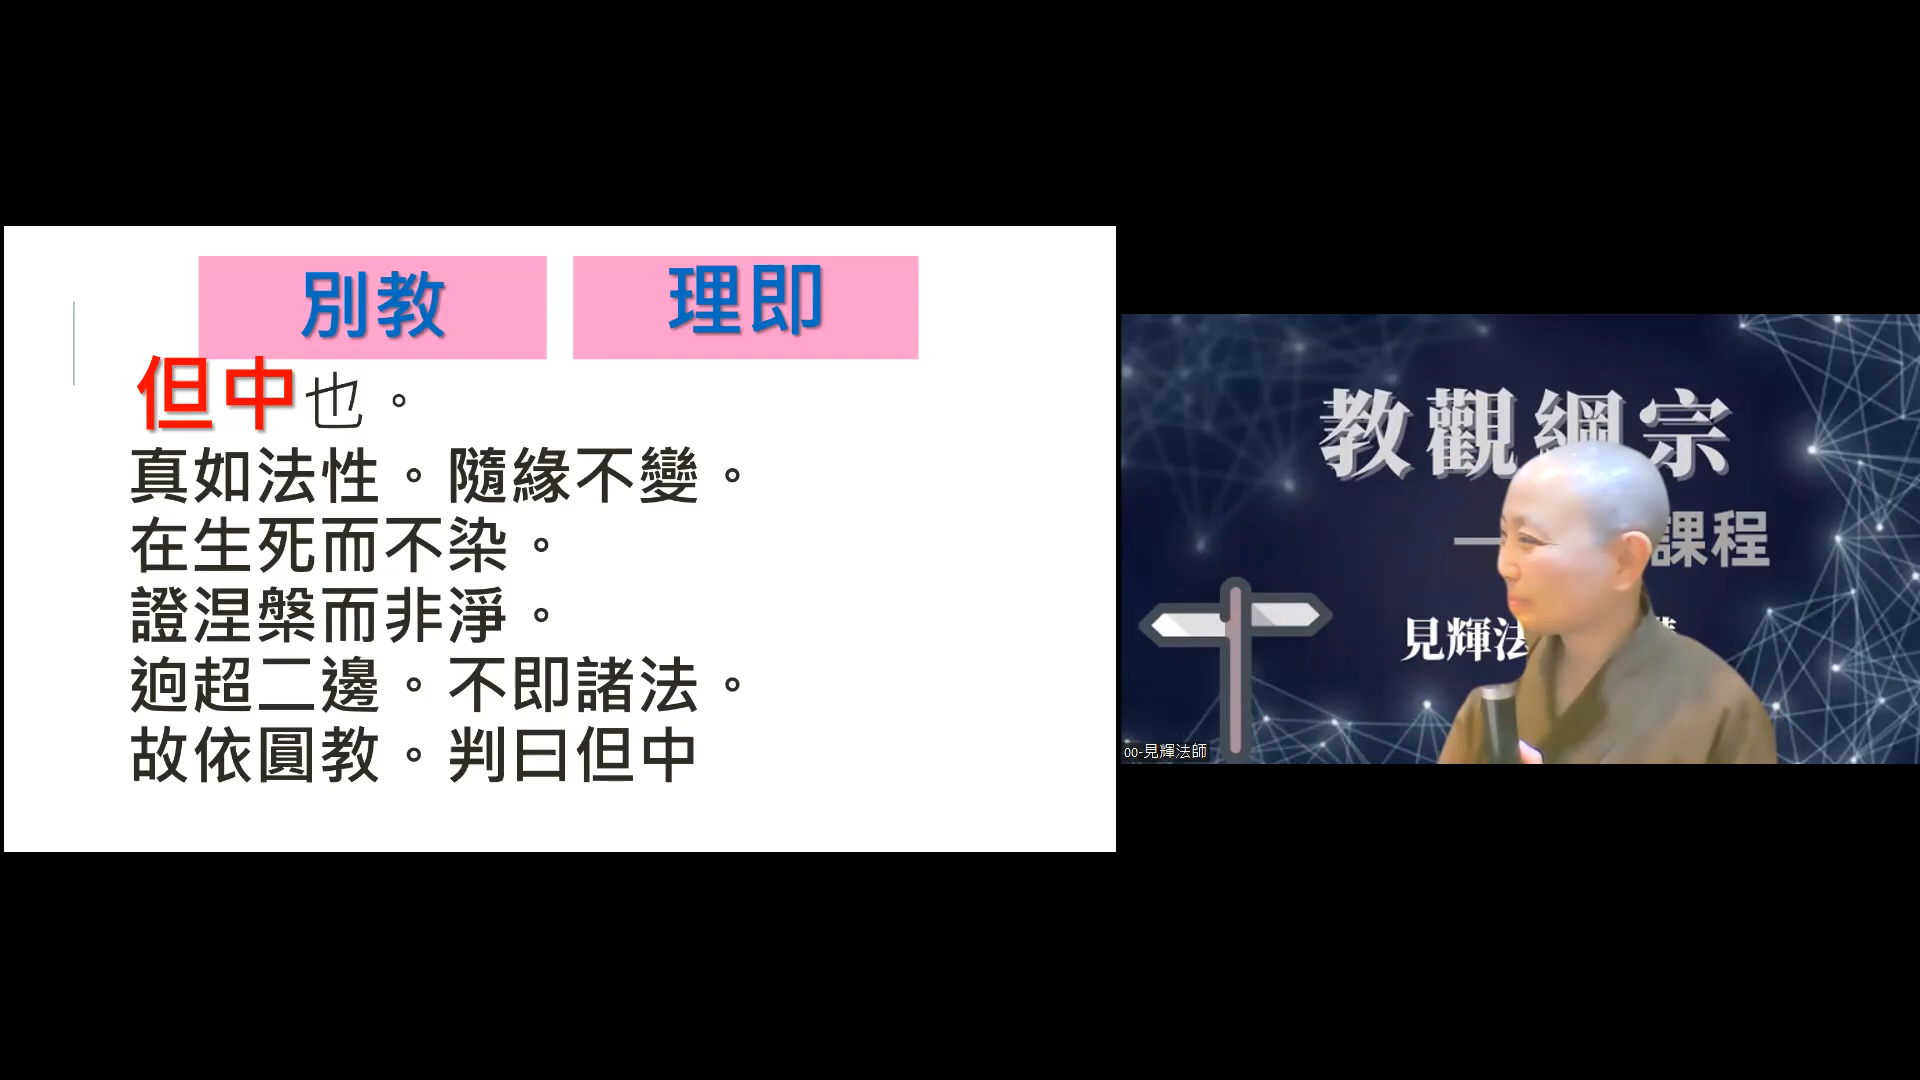 別教 理即
但中也。
真如法性。隨緣不變。
在生死而不染。
證涅槃而非淨。
逈超二邊。不即諸法。
故依圓教。判曰但中
教觀綱宗
課程
見輝法
oo-見輝法師